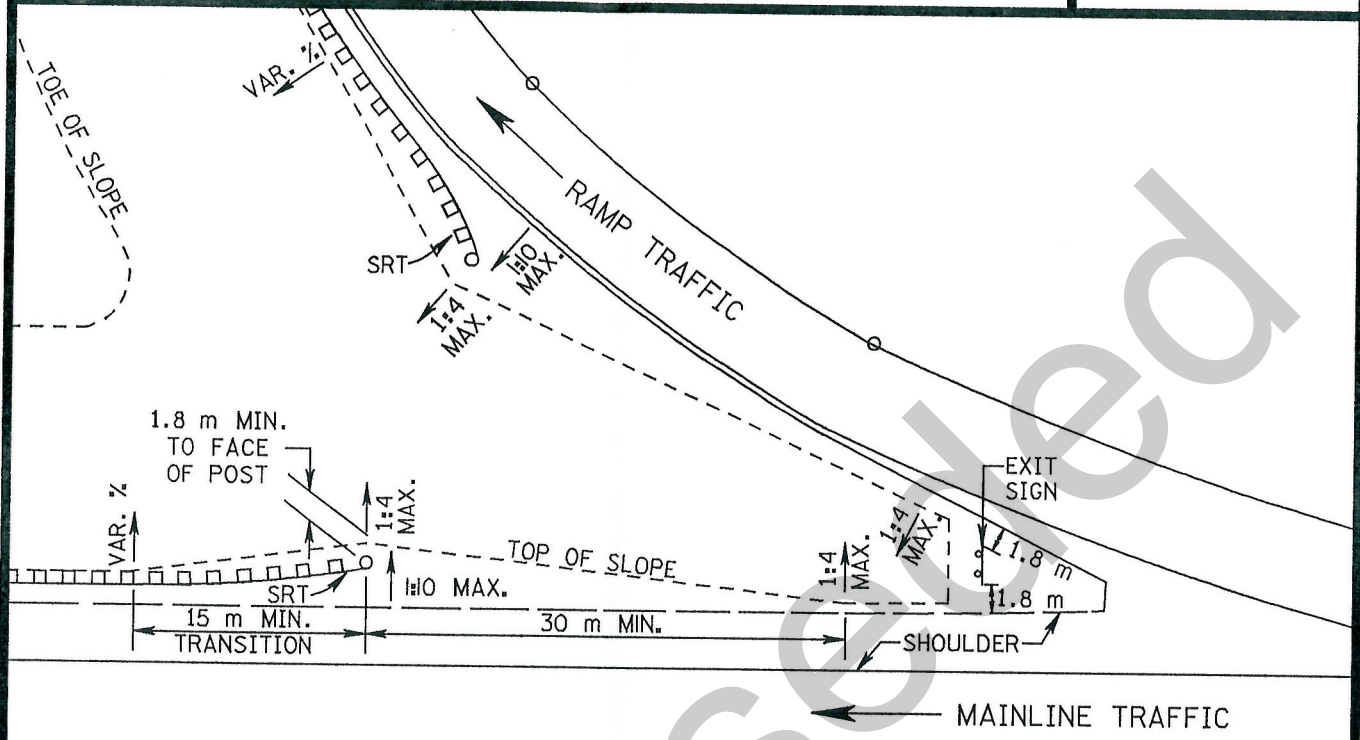 TOE OF SLOPE
VAR. %
RAMP TRAFFIC
SRT
1:10
MAX.
1:4
MAX.
1.8 m MIN.
TO FACE
OF POST
VAR. %
1:4
MAX.
TOP OF SLOPE
SRT
1:10 MAX.
1:4
MAX.
1:4
MAX.
EXIT
SIGN
1.8 m
1.8 m
15 m MIN.
TRANSITION
30 m MIN.
SHOULDER
MAINLINE TRAFFIC
seded